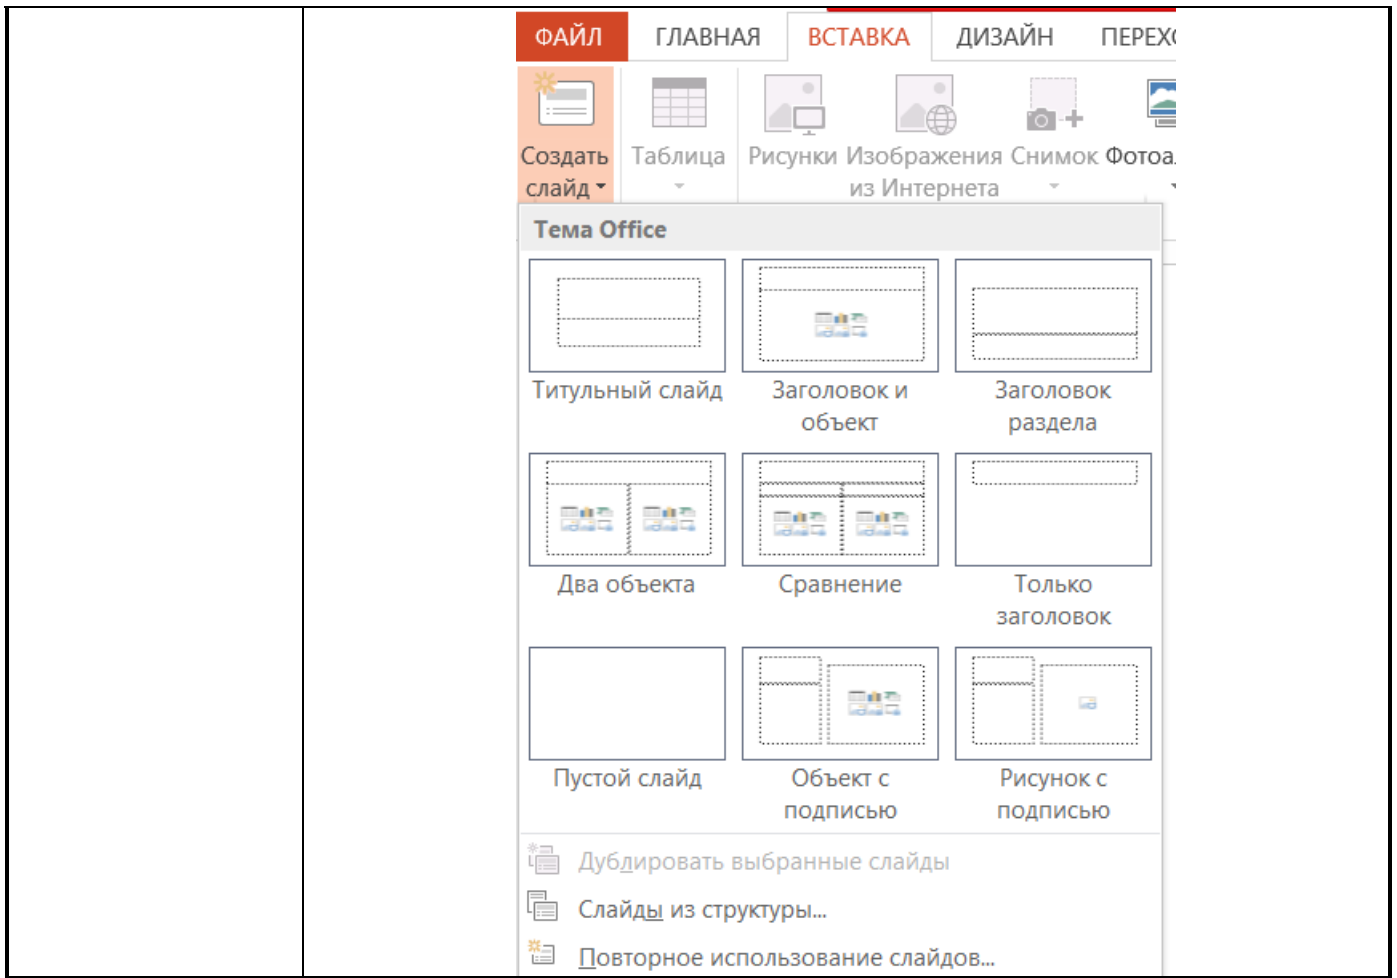 ФАЙЛ ГЛАВНАЯ ВСТАВКА ДИЗАЙН
Создать Таблица Рисунки Изображения Снимок
слайд из Интернета
Тема Office
Титульный слайд Заголовок и Заголовок
объект раздела
Два объекта Сравнение Только
заголовок
Пустой слайд Объект с Рисунок с
подписью подписью
Дублировать выбранные слайды
Слайды из структуры...
Повторное использование слайдов...